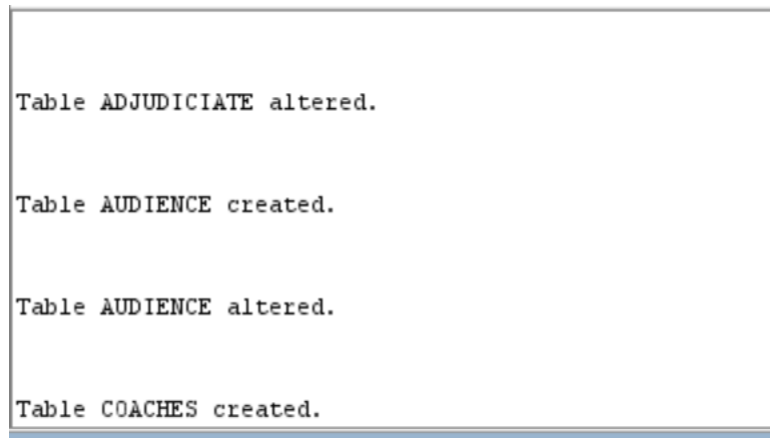 Table ADJUDICIATE altered.
Table AUDIENCE created.
Table AUDIENCE altered.
Table COACHES created.